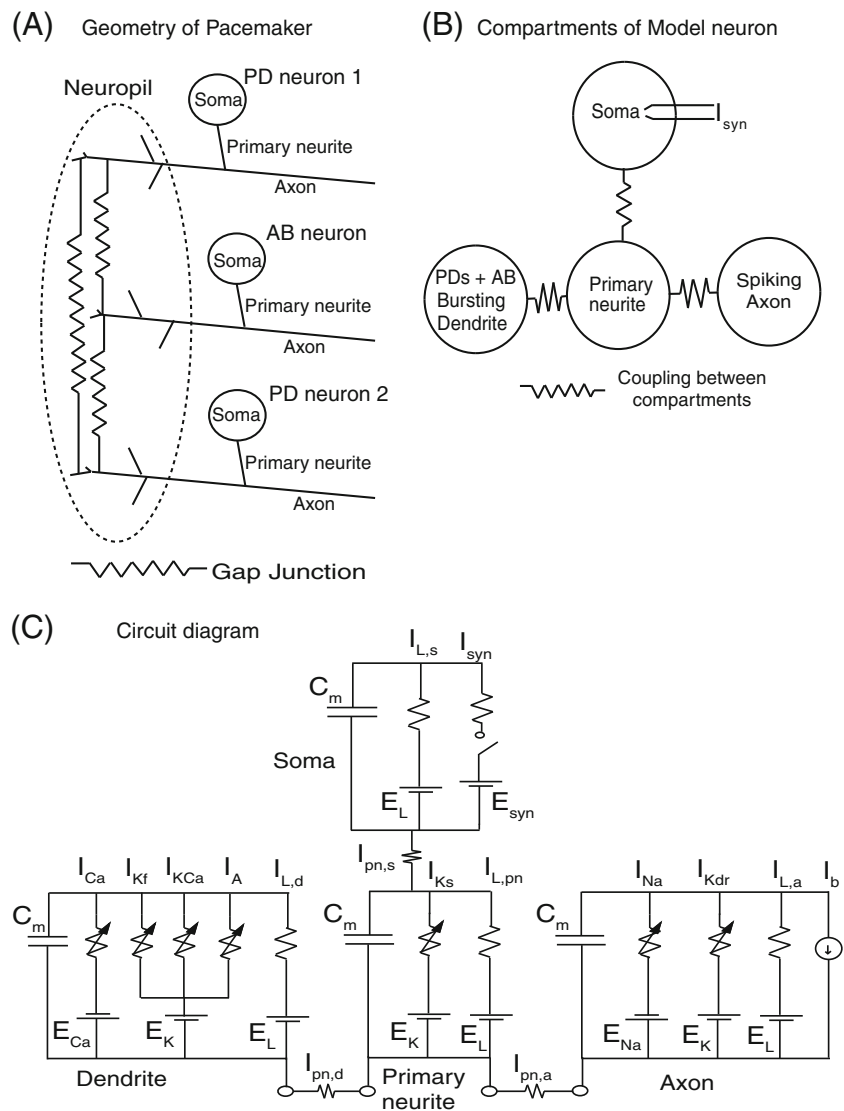 (A) Geometry of Pacemaker
Neuropil
PD neuron 1
Soma
Primary neurite
Axon
AB neuron
Soma
Primary neurite
Axon
PD neuron 2
Soma
Primary neurite
Axon
Gap Junction
(B) Compartments of Model neuron
Soma
I_syn
PDs + AB
Bursting
Dendrite
Primary
neurite
Spiking
Axon
Coupling between
compartments
(C) Circuit diagram
I_L,s I_syn
C_m
Soma
E_L E_syn
I_pn,s
I_Ca I_Kf I_KCa I_A I_L,d
C_m
E_Ca E_K E_L
Dendrite
I_pn,d
I_Ks I_L,pn
C_m
E_K E_L
Primary
neurite
I_pn,a
I_Na I_Kdr I_L,a I_b
C_m
E_Na E_K E_L
Axon